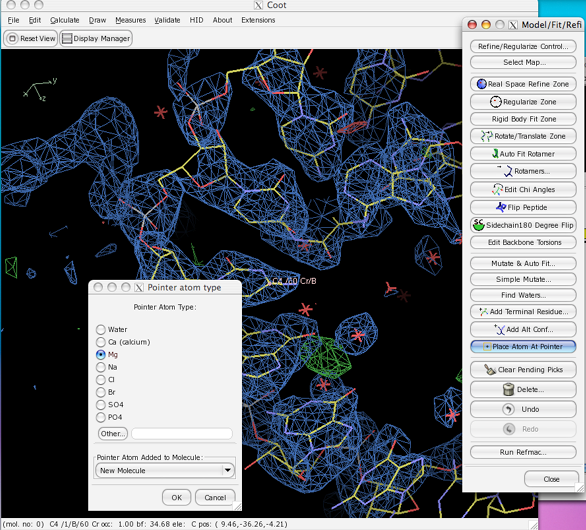 Coot
File Edit Calculate Draw Measures Validate HID About Extensions
Reset View Display Manager
y
x
z
C4 /60 Cr/B
Pointer atom type
Pointer Atom Type:
Water
Ca (calcium)
Mg
Na
Cl
Br
SO4
PO4
Other...
Pointer Atom Added to Molecule:
New Molecule
OK Cancel
(mol. no: 0) C4 /1/B/60 Cr occ: 1.00 bf: 34.68 ele: C pos: ( 9.46,-36.26,-4.21)
Model/Fit/Refi
Refine/Regularize Control...
Select Map...
Real Space Refine Zone
Regularize Zone
Rigid Body Fit Zone
Rotate/Translate Zone
Auto Fit Rotamer
Rotamers...
Edit Chi Angles
Flip Peptide
SC Sidechain180 Degree Flip
Edit Backbone Torsions
Mutate & Auto Fit...
Simple Mutate...
Find Waters...
Add Terminal Residue...
Add Alt Conf...
Place Atom At Pointer
Clear Pending Picks
Delete...
Undo
Redo
Run Refmac...
Close